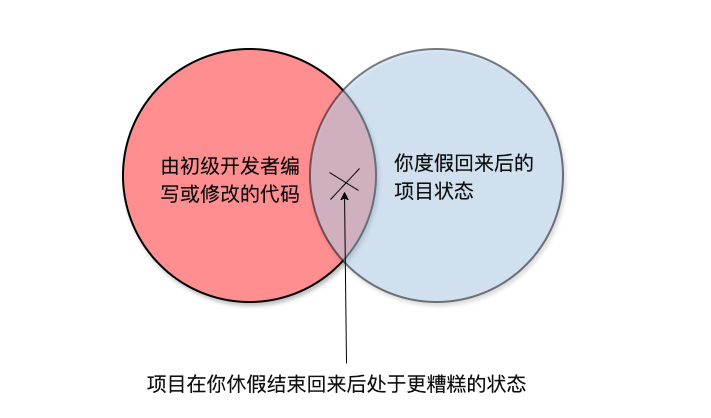 由初级开发者编
写或修改的代码
你度假回来后的
项目状态
项目在你休假结束回来后处于更糟糕的状态